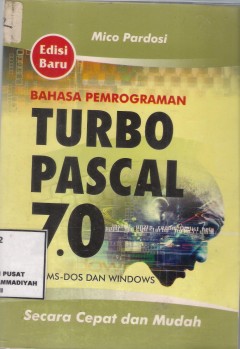 Mico Pardosi
Edisi
Baru
BAHASA PEMROGRAMAN
TURBO
PASCAL
7.0
MS-DOS DAN WINDOWS
PUSAT
MMADIYAH
Secara Cepat dan Mudah